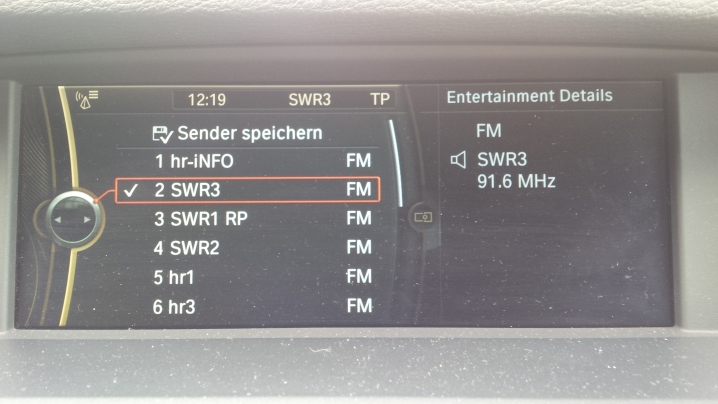 12:19 SWR3 TP
Sender speichern
1 hr-iNFO FM
2 SWR3 FM
3 SWR1 RP FM
4 SWR2 FM
5 hr1 FM
6 hr3 FM
Entertainment Details
FM
SWR3
91.6 MHz